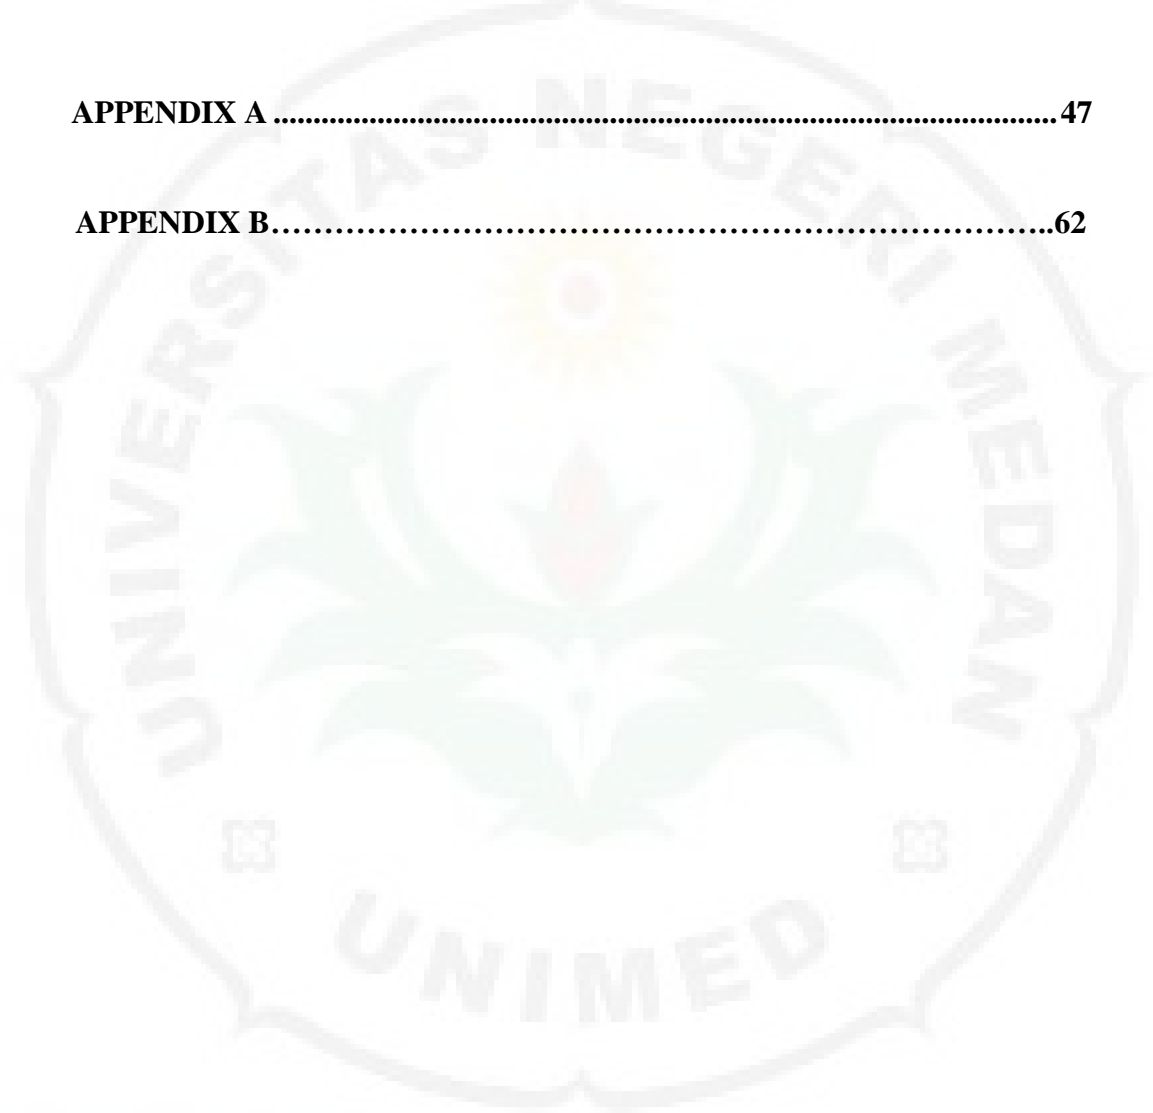 APPENDIX A .................................................................................................. 47
APPENDIX B…………………………………………………………………..62
UNIVERSITAS NEGERI MEDAN
UNIMED